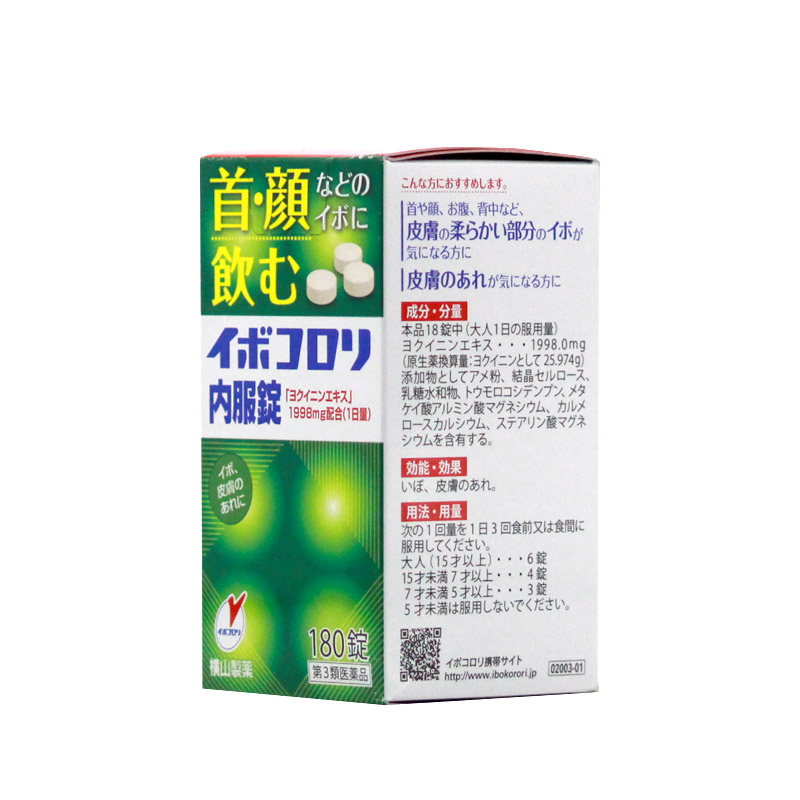 首・顔などの
イボに
飲む
イボコロリ
内服錠
「ヨクイニンエキス」
1998mg配合(1日量)
イボ、
皮膚の
あれに
イボコロリ
横山製薬
180錠
第3類医薬品
こんな方におすすめします。
首や顔、お腹、背中など、
皮膚の柔らかい部分のイボが
気になる方に
皮膚のあれが気になる方に
成分・分量
本品18錠中(大人1日の服用量)
ヨクイニンエキス・・・1998.0mg
(原生薬換算量:ヨクイニンとして25.974g)
添加物としてアメ粉、結晶セルロース、
乳糖水和物、トウモロコシデンプン、メタ
ケイ酸アルミン酸マグネシウム、カルメ
ロースカルシウム、ステアリン酸マグネ
シウムを含有する。
効能・効果
いぼ、皮膚のあれ。
用法・用量
次の1回量を1日3回食前又は食間に
服用してください。
大人(15才以上)・・・6錠
15才未満7才以上・・・4錠
7才未満5才以上・・・3錠
5才未満は服用しないでください。
イボコロリ携帯サイト
http://www.ibokorori.jp
02003-01